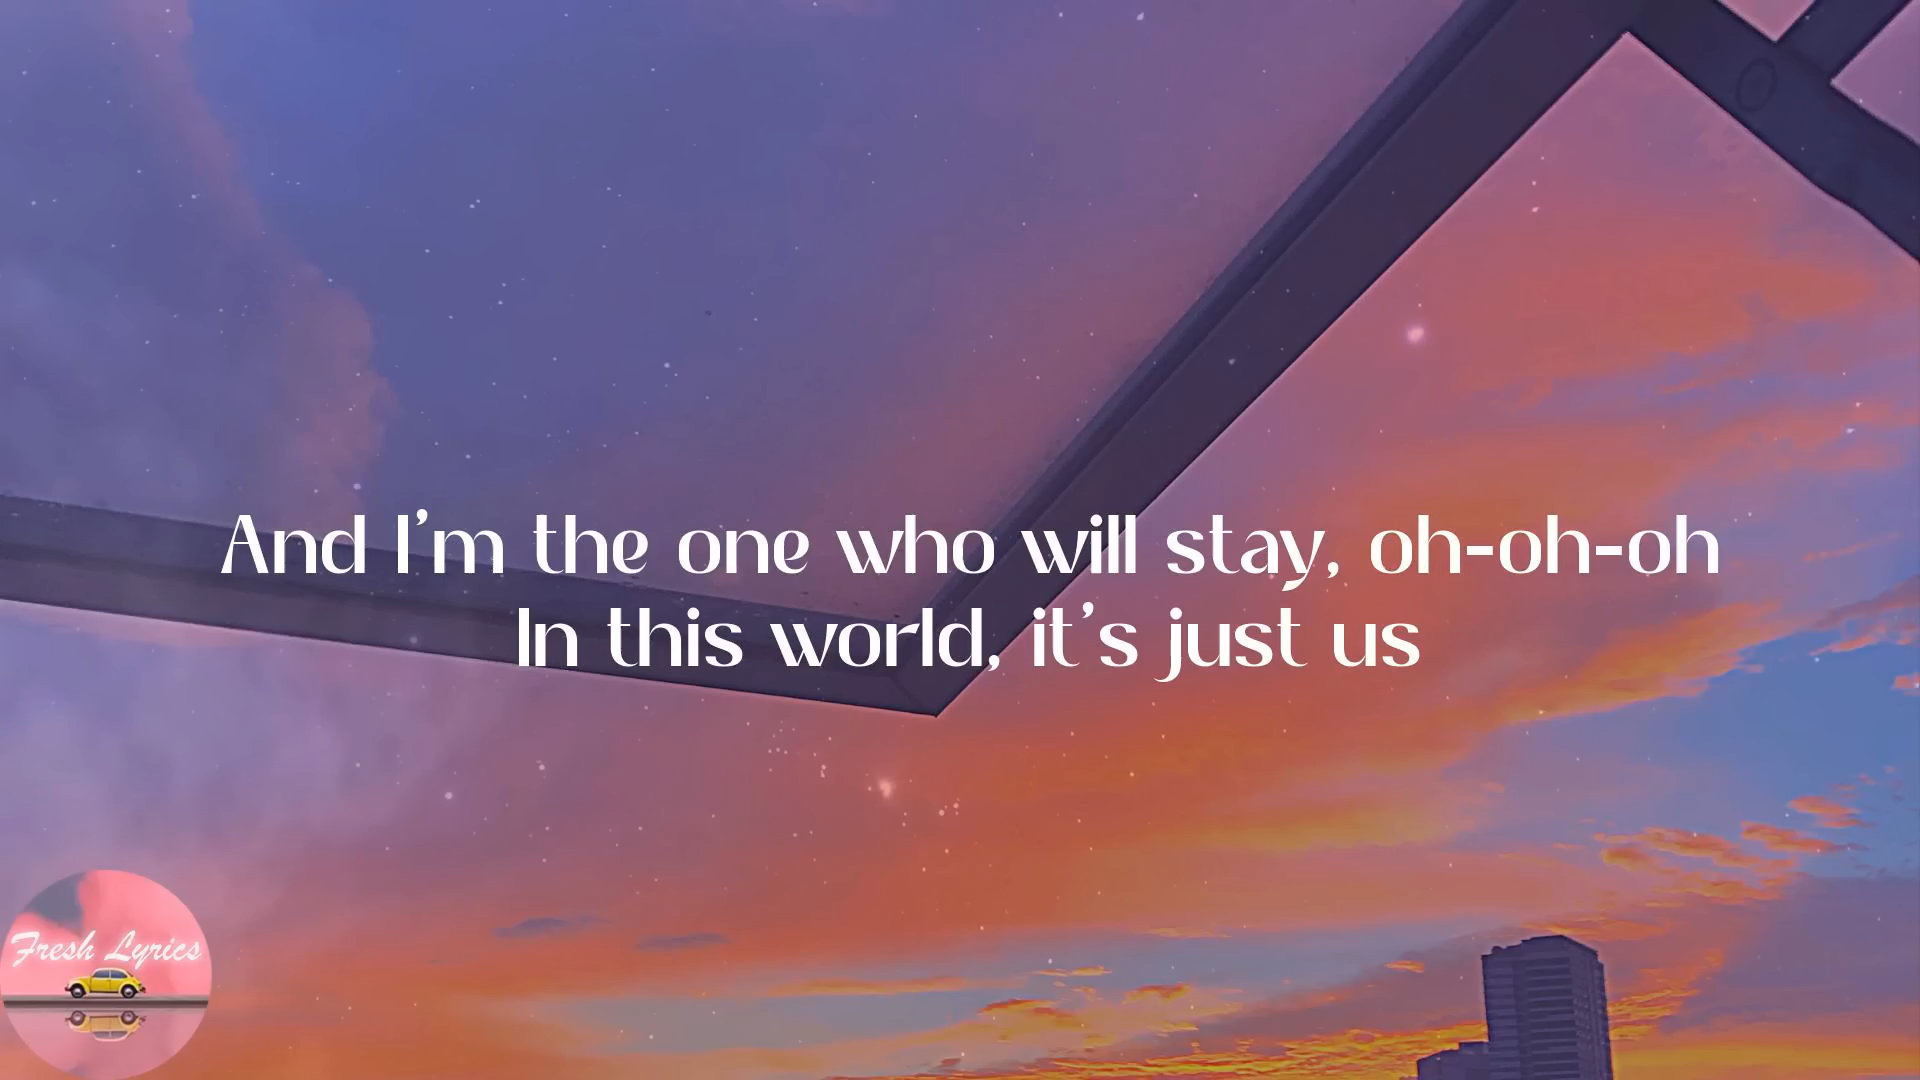 And I'm the one who will stay, oh-oh-oh
In this world, it's just us
Fresh Lyrics